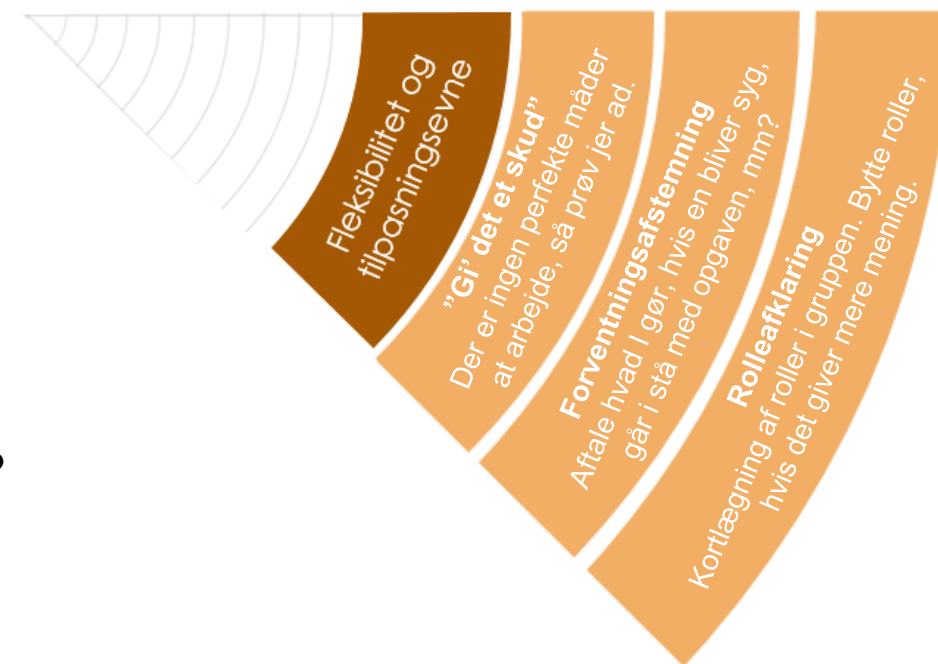 Fleksibilitet og
tilpasningsevne
”Gi’ det et skud”
Der er ingen perfekte måder
at arbejde, så prøv jer ad.
Forventningsafstemning
Aftale hvad I gør, hvis en bliver syg,
går i stå med opgaven, mm?
Rolleafklaring
Kortlægning af roller i gruppen. Bytte roller,
hvis det giver mere mening.